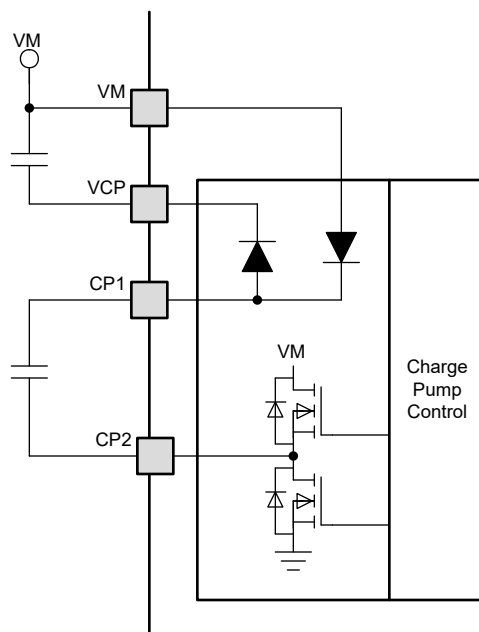 VM
VM
VCP
CP1
VM
Charge
Pump
Control
CP2